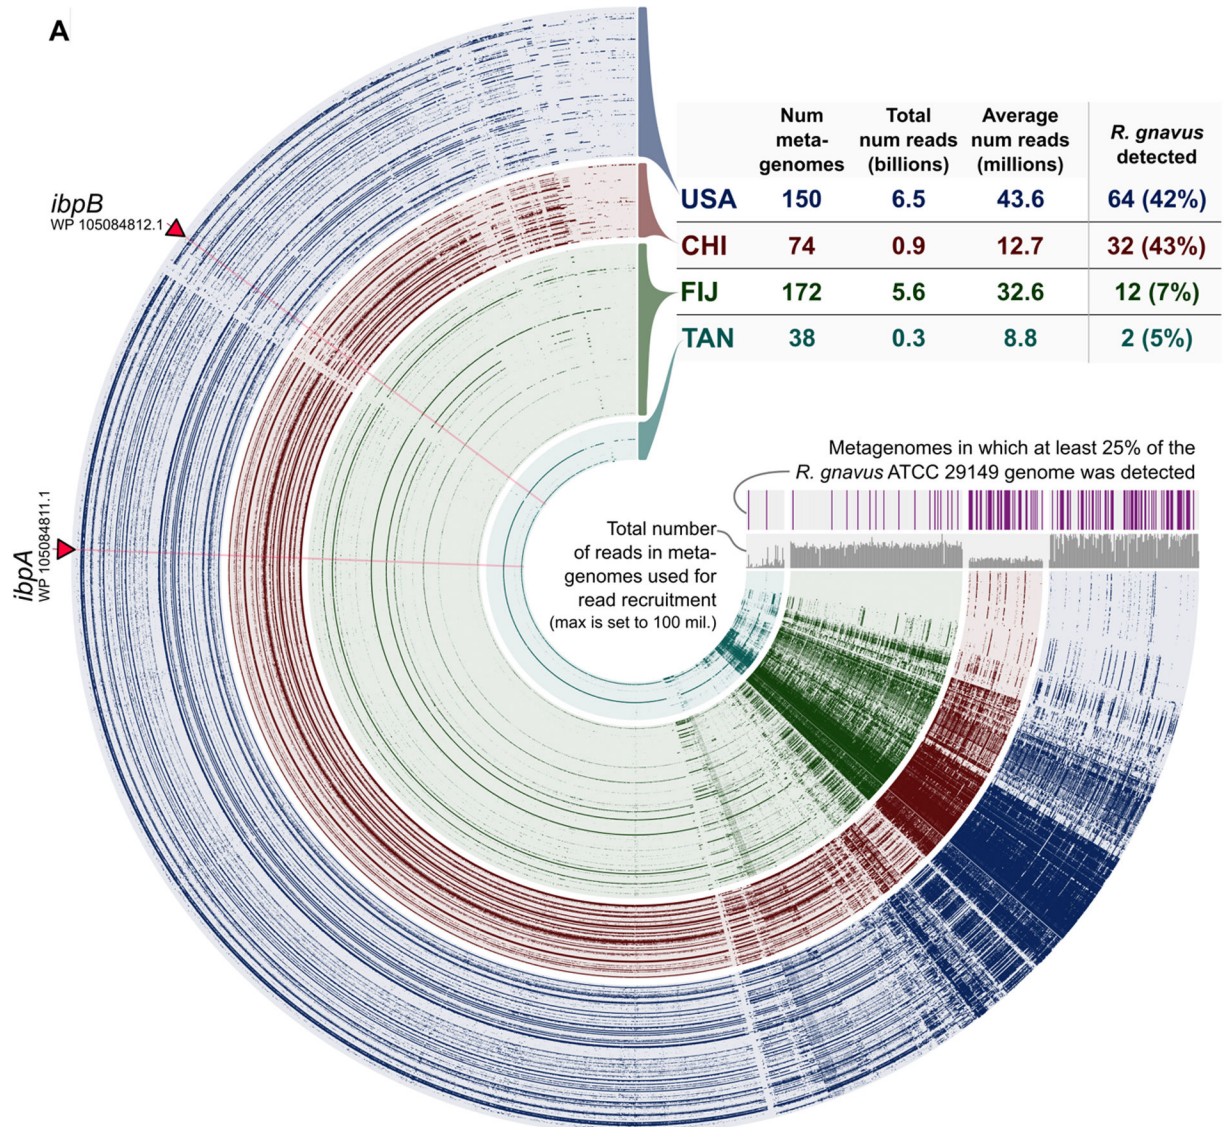 A
Num
meta-
genomes
Total
num reads
(billions)
Average
num reads
(millions)
R. gnavus
detected
USA 150 6.5 43.6 64 (42%)
CHI 74 0.9 12.7 32 (43%)
FIJ 172 5.6 32.6 12 (7%)
TAN 38 0.3 8.8 2 (5%)
ibpB
WP 105084812.1
ibpA
WP 105084811.1
Metagenomes in which at least 25% of the
R. gnavus ATCC 29149 genome was detected
Total number
of reads in meta-
genomes used for
read recruitment
(max is set to 100 mil.)